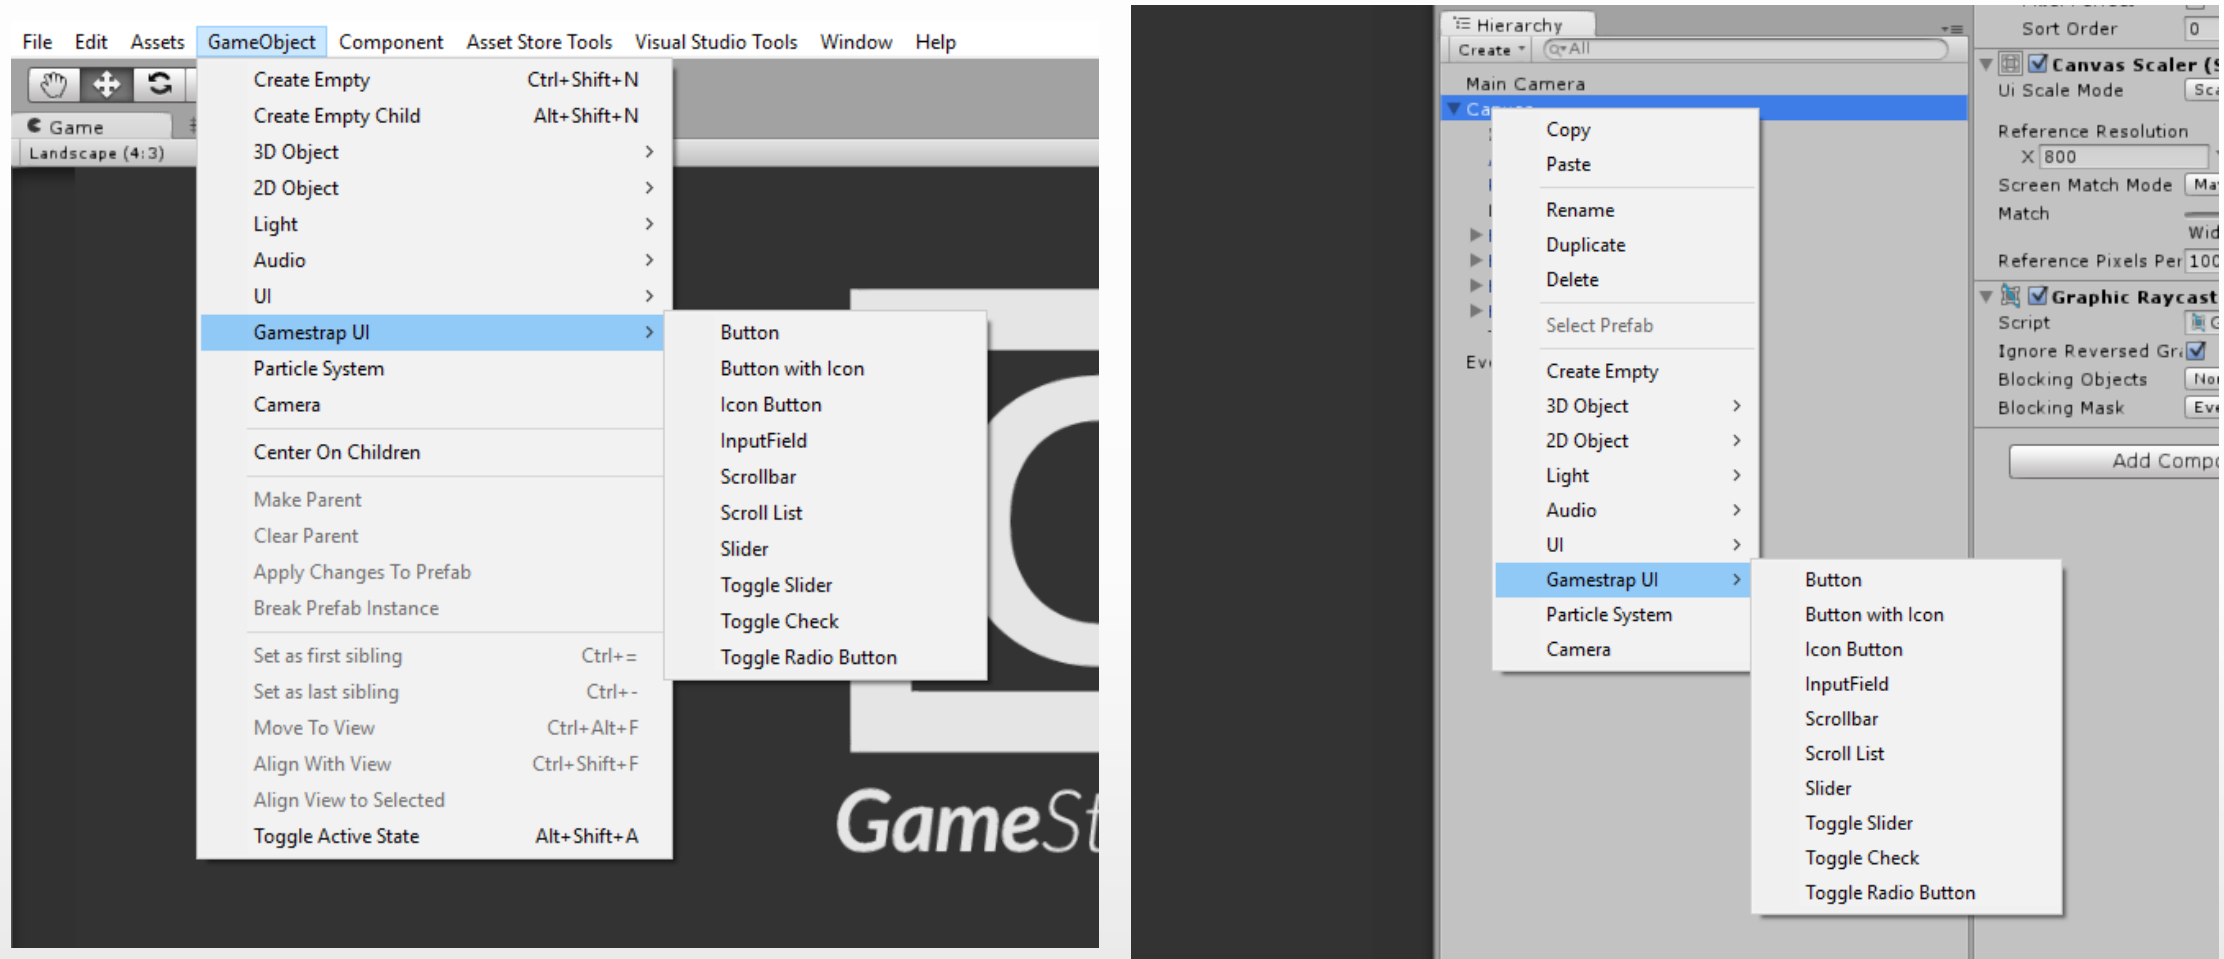 File Edit Assets GameObject Component Asset Store Tools Visual Studio Tools Window Help
Game
Landscape (4:3)
Create Empty Ctrl+Shift+N
Create Empty Child Alt+Shift+N
3D Object
2D Object
Light
Audio
UI
Gamestrap UI
Particle System
Camera
Center On Children
Make Parent
Clear Parent
Apply Changes To Prefab
Break Prefab Instance
Set as first sibling Ctrl+=
Set as last sibling Ctrl+-
Move To View Ctrl+Alt+F
Align With View Ctrl+Shift+F
Align View to Selected
Toggle Active State Alt+Shift+A
Button
Button with Icon
Icon Button
InputField
Scrollbar
Scroll List
Slider
Toggle Slider
Toggle Check
Toggle Radio Button
GameSt
Hierarchy
Create All
Main Camera
Copy
Paste
Rename
Duplicate
Delete
Select Prefab
Create Empty
3D Object
2D Object
Light
Audio
UI
Gamestrap UI
Particle System
Camera
Button
Button with Icon
Icon Button
InputField
Scrollbar
Scroll List
Slider
Toggle Slider
Toggle Check
Toggle Radio Button
Sort Order 0
Canvas Scaler (S
Ui Scale Mode Sca
Reference Resolution
X 800
Screen Match Mode
Match
Wid
Reference Pixels Per 100
Graphic Raycast
Script G
Ignore Reversed Gra
Blocking Objects No
Blocking Mask Eve
Add Compo